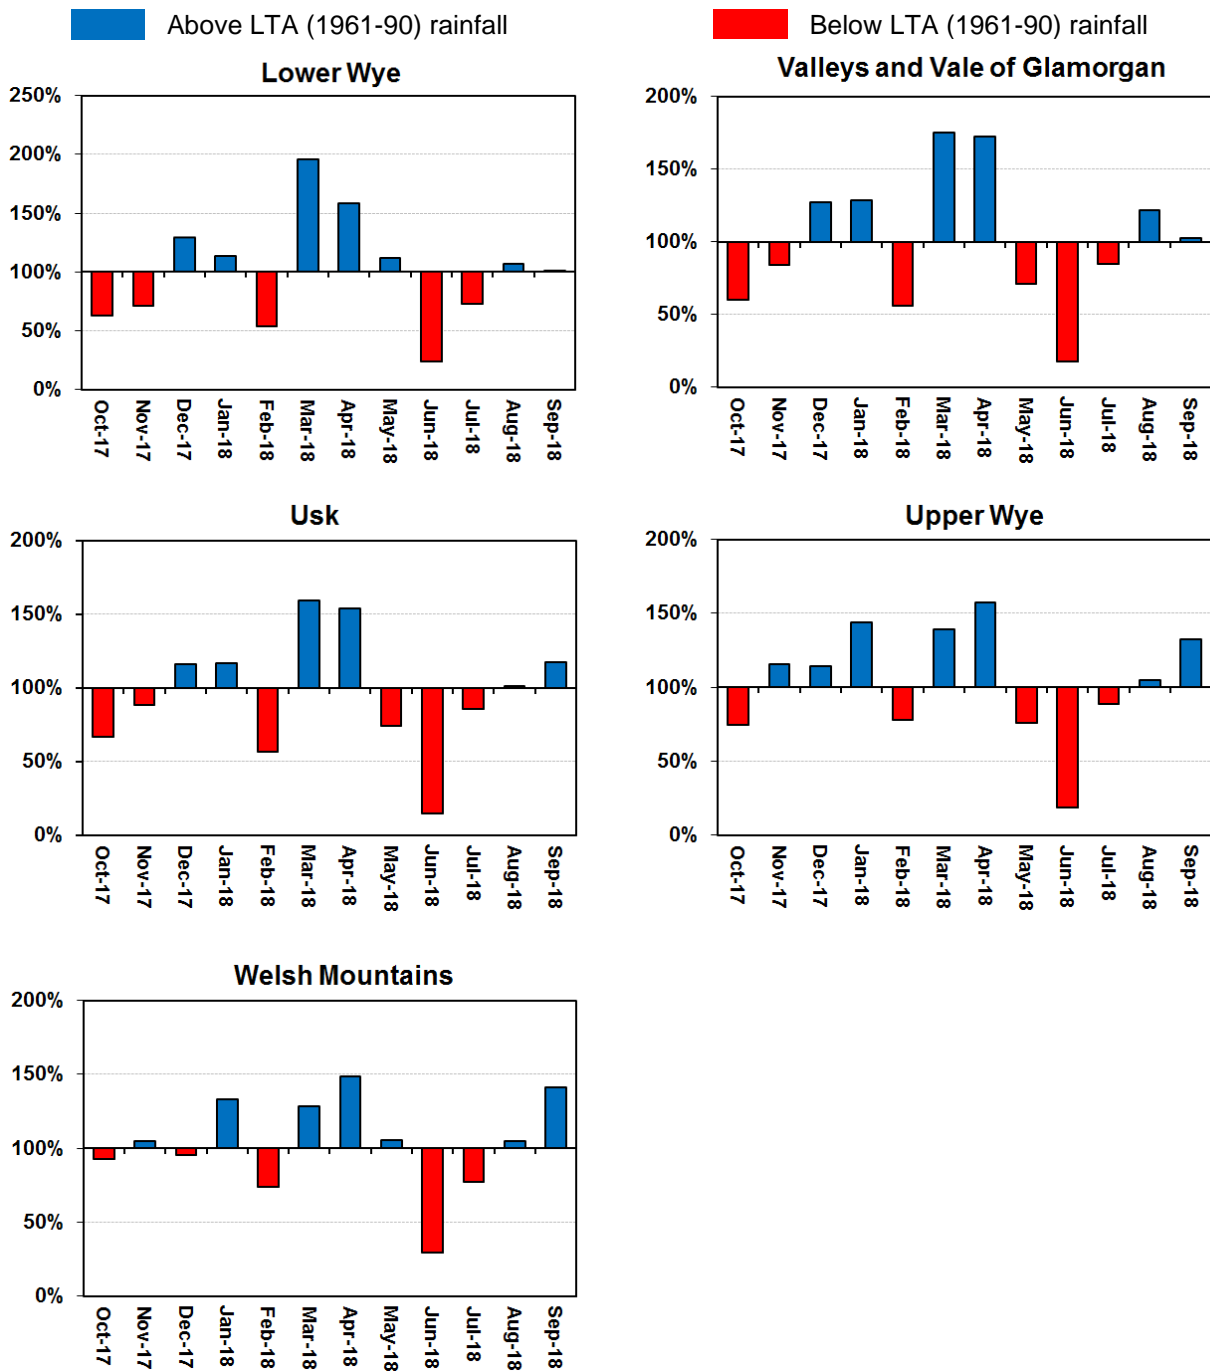 Above LTA (1961-90) rainfall
Below LTA (1961-90) rainfall
Lower Wye
250%
200%
150%
100%
50%
0%
Oct-17
Nov-17
Dec-17
Jan-18
Feb-18
Mar-18
Apr-18
May-18
Jun-18
Jul-18
Aug-18
Sep-18
Valleys and Vale of Glamorgan
200%
150%
100%
50%
0%
Oct-17
Nov-17
Dec-17
Jan-18
Feb-18
Mar-18
Apr-18
May-18
Jun-18
Jul-18
Aug-18
Sep-18
Usk
200%
150%
100%
50%
0%
Oct-17
Nov-17
Dec-17
Jan-18
Feb-18
Mar-18
Apr-18
May-18
Jun-18
Jul-18
Aug-18
Sep-18
Upper Wye
200%
150%
100%
50%
0%
Oct-17
Nov-17
Dec-17
Jan-18
Feb-18
Mar-18
Apr-18
May-18
Jun-18
Jul-18
Aug-18
Sep-18
Welsh Mountains
200%
150%
100%
50%
0%
Oct-17
Nov-17
Dec-17
Jan-18
Feb-18
Mar-18
Apr-18
May-18
Jun-18
Jul-18
Aug-18
Sep-18